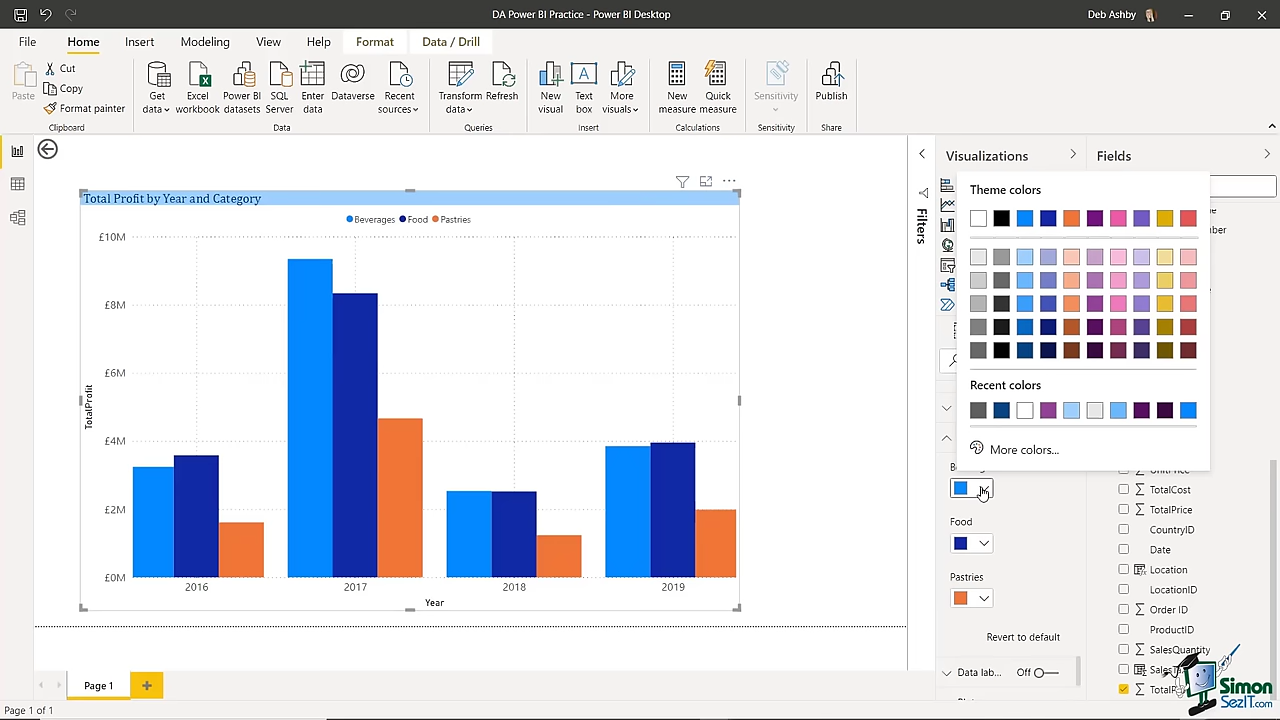 DA Power BI Practice - Power BI Desktop
Deb Ashby
File Home Insert Modeling View Help Format Data / Drill
Paste
Cut
Copy
Format painter
Clipboard
Get data
Excel workbook
Power BI datasets
SQL Server
Enter data
Dataverse
Recent sources
Data
Transform data
Refresh
Queries
New visual
Text box
More visuals
Insert
New measure
Quick measure
Calculations
Sensitivity
Sensitivity
Publish
Share
Total Profit by Year and Category
Beverages Food Pastries
£10M
£8M
£6M
£4M
£2M
£0M
TotalProfit
2016 2017 2018 2019
Year
Filters
Visualizations
Fields
Theme colors
Recent colors
More colors...
Food
Pastries
Revert to default
Data lab... Off
TotalCost
TotalPrice
CountryID
Date
Location
LocationID
Order ID
ProductID
SalesQuantity
Simon
SezIT.com
Page 1
Page 1 of 1